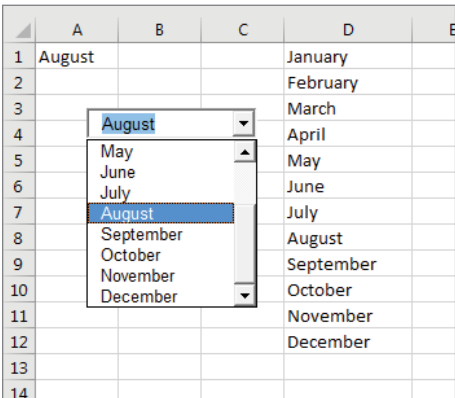 A B C D E
1 August January
2 February
3 March
August
4 April
May
5 May
June
6 June
July
7 July
August
8 August
September
9 September
October
10 October
November
11 November
December
12 December
13
14